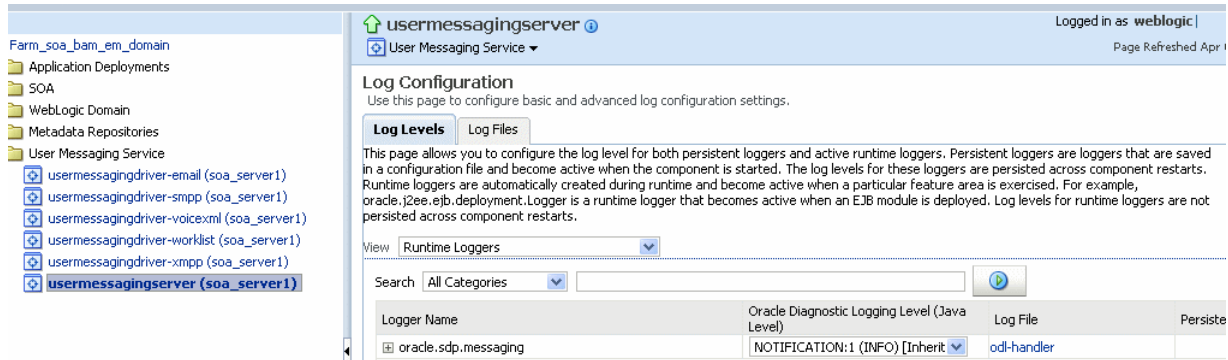 Farm_soa_bam_em_domain
Application Deployments
SOA
WebLogic Domain
Metadata Repositories
User Messaging Service
usermessagingdriver-email (soa_server1)
usermessagingdriver-smpp (soa_server1)
usermessagingdriver-voicexml (soa_server1)
usermessagingdriver-worklist (soa_server1)
usermessagingdriver-xmpp (soa_server1)
usermessagingserver (soa_server1)
usermessagingserver
Logged in as weblogic|
User Messaging Service
Page Refreshed Apr
Log Configuration
Use this page to configure basic and advanced log configuration settings.
Log Levels Log Files
This page allows you to configure the log level for both persistent loggers and active runtime loggers. Persistent loggers are loggers that are saved
in a configuration file and become active when the component is started. The log levels for these loggers are persisted across component restarts.
Runtime loggers are automatically created during runtime and become active when a particular feature area is exercised. For example,
oracle.j2ee.ejb.deployment.Logger is a runtime logger that becomes active when an EJB module is deployed. Log levels for runtime loggers are not
persisted across component restarts.
View Runtime Loggers
Search All Categories
Logger Name
Oracle Diagnostic Logging Level (Java
Level)
Log File
Persiste
oracle.sdp.messaging
NOTIFICATION:1 (INFO) [Inherit
odl-handler